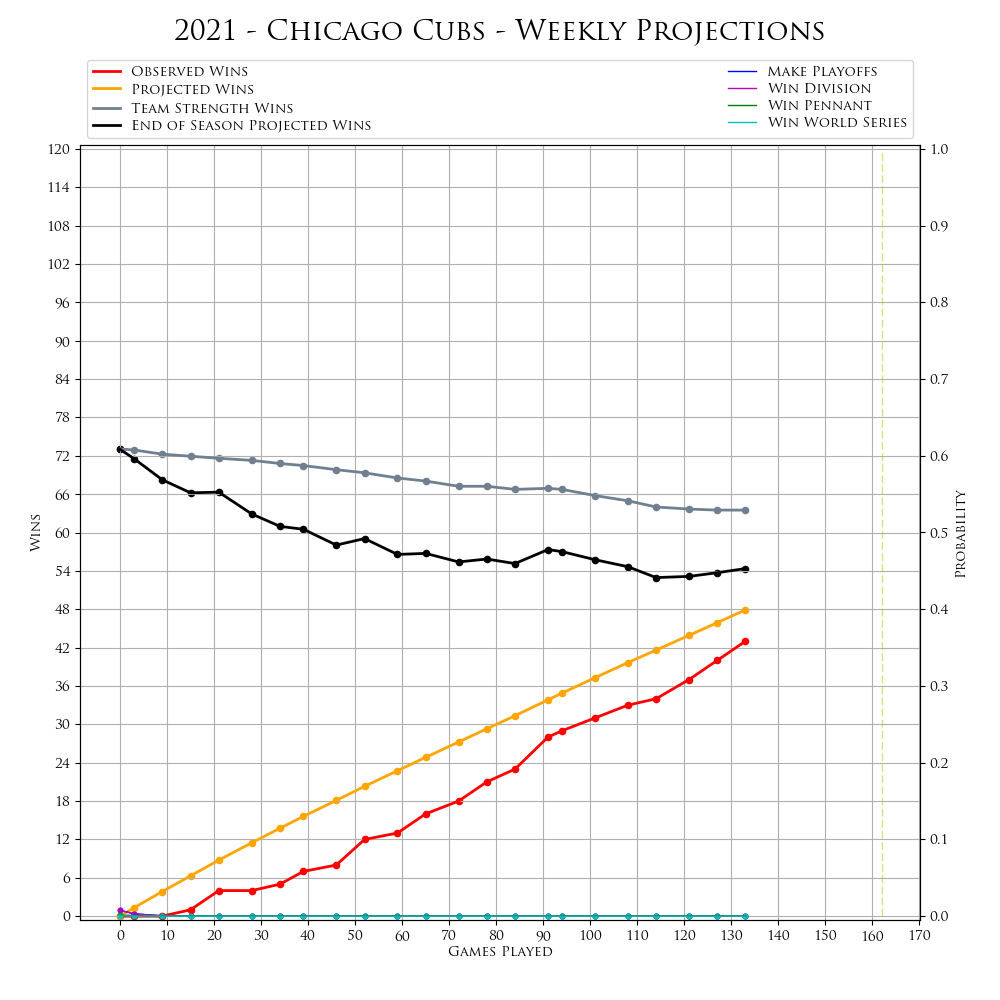 2021 - Chicago Cubs - Weekly Projections
Observed Wins
Projected Wins
Team Strength Wins
End of Season Projected Wins
Make Playoffs
Win Division
Win Pennant
Win World Series
120
114
108
102
96
90
84
78
72
66
60
54
48
42
36
30
24
18
12
6
0
Wins
1.0
0.9
0.8
0.7
0.6
0.5
0.4
0.3
0.2
0.1
0.0
Probability
0 10 20 30 40 50 60 70 80 90 100 110 120 130 140 150 160 170
Games Played